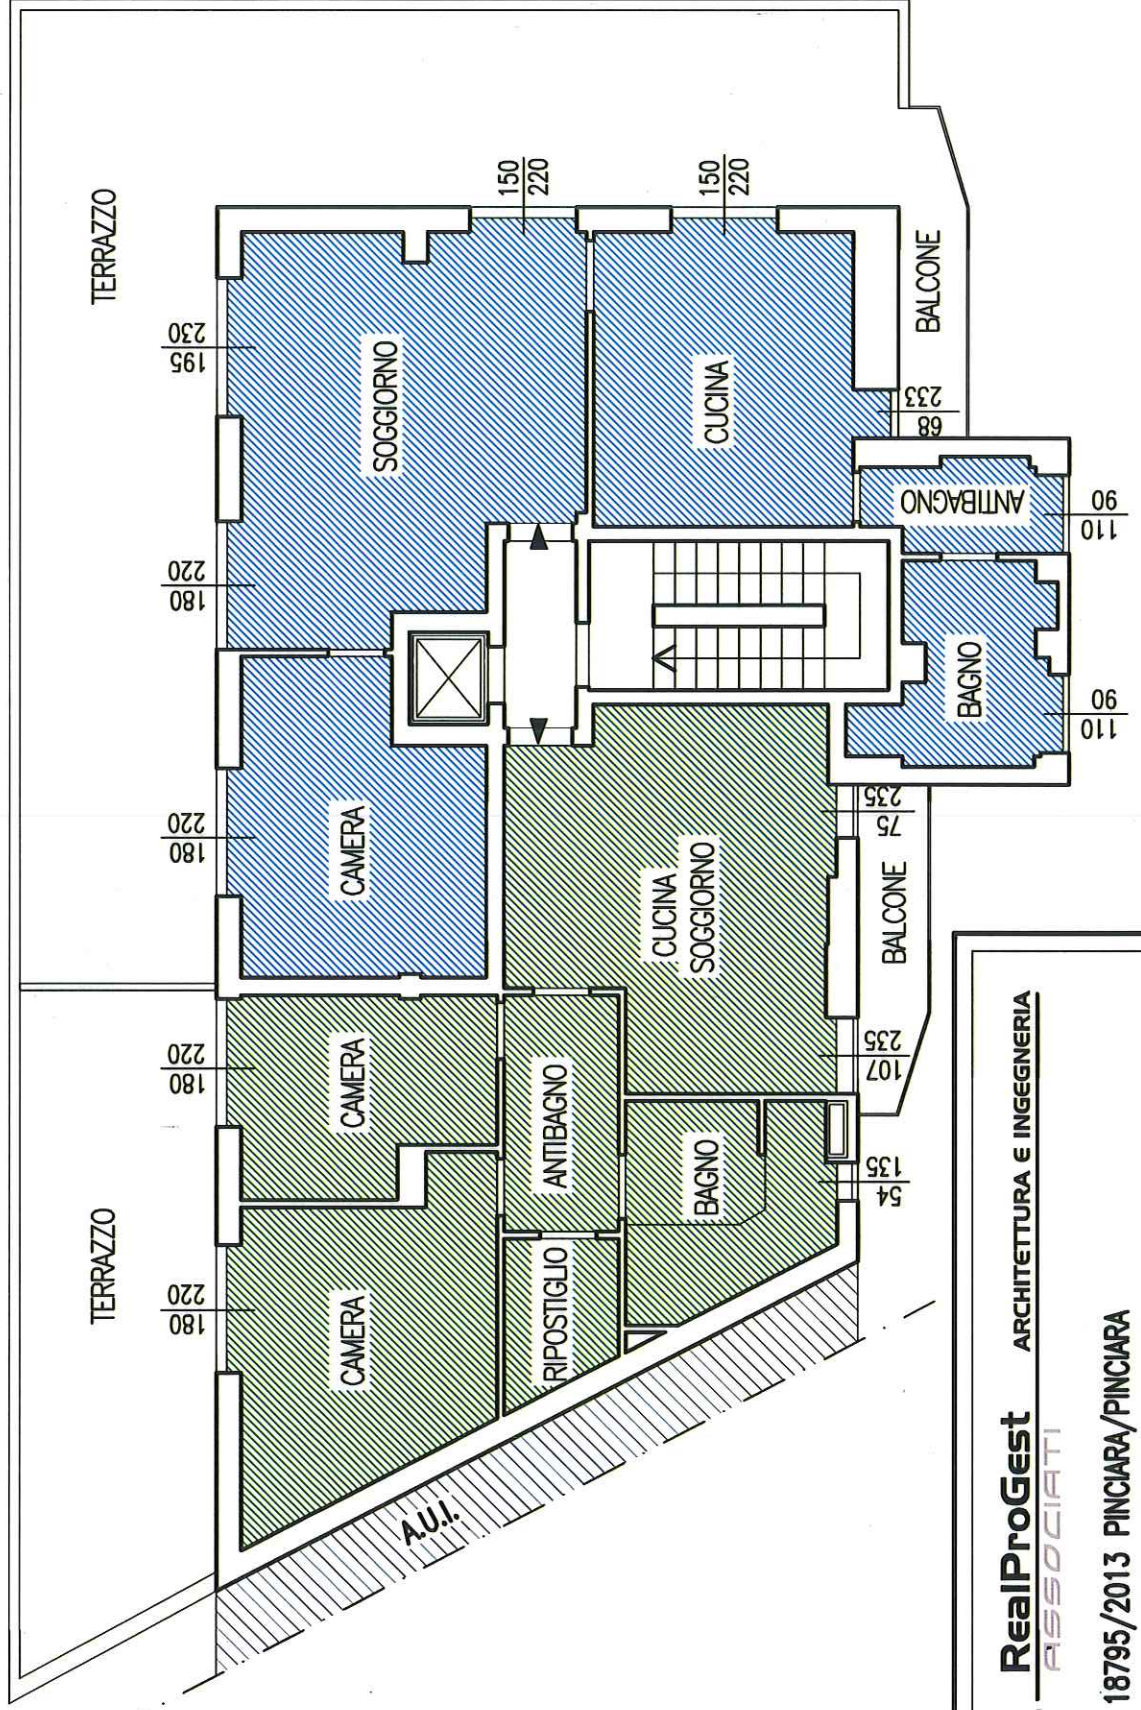 TERRAZZO
TERRAZZO
180
220
180
220
180
220
180
220
195
230
150
220
150
220
CAMERA
CAMERA
CAMERA
SOGGIORNO
RIPOSTIGLIO
ANTIBAGNO
BAGNO
CUCINA
SOGGIORNO
CUCINA
BAGNO
ANTIBAGNO
BALCONE
BALCONE
54
135
107
235
75
235
68
233
110
90
110
90
A.U.I.
RealProGest ARCHITETTURA E INGEGNERIA
ASSOCIATI
18795/2013 PINCIARA/PINCIARA